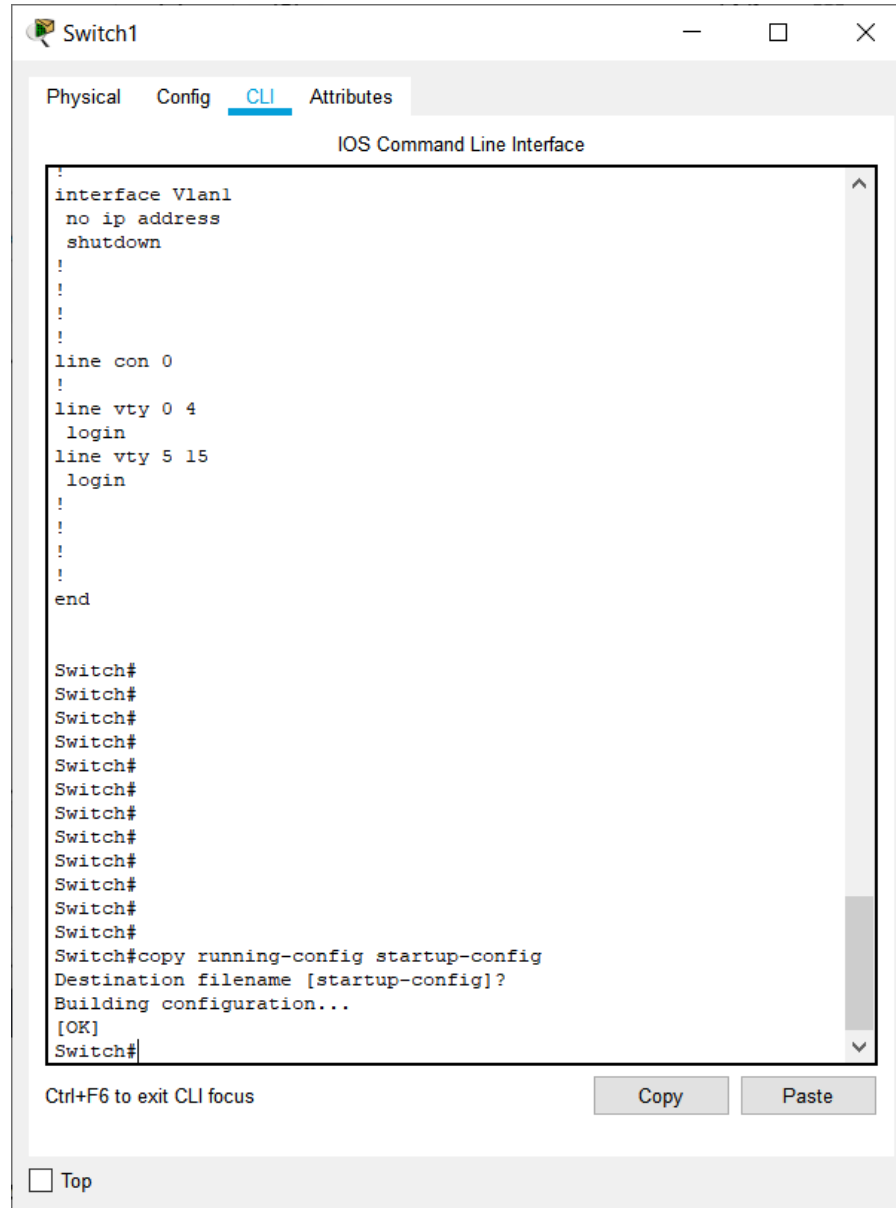 Switch1
Physical Config CLI Attributes
IOS Command Line Interface
!
interface Vlan1
 no ip address
 shutdown
!
!
!
!
line con 0
!
line vty 0 4
 login
line vty 5 15
 login
!
!
!
!
end
Switch#
Switch#
Switch#
Switch#
Switch#
Switch#
Switch#
Switch#
Switch#
Switch#
Switch#
Switch#
Switch#copy running-config startup-config
Destination filename [startup-config]?
Building configuration...
[OK]
Switch#
Ctrl+F6 to exit CLI focus Copy Paste
Top